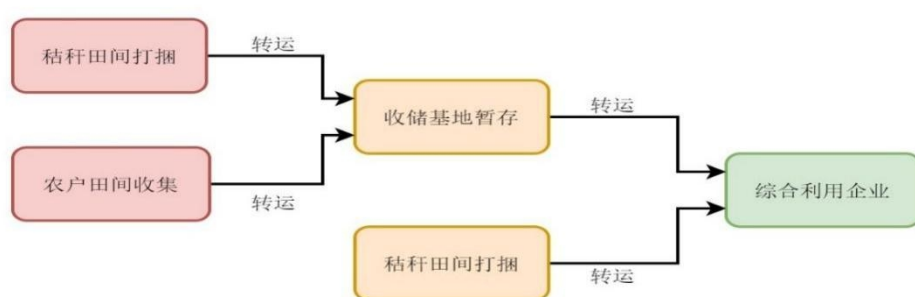 秸秆田间打捆
转运
收储基地暂存
转运
农户田间收集
转运
综合利用企业
秸秆田间打捆
转运